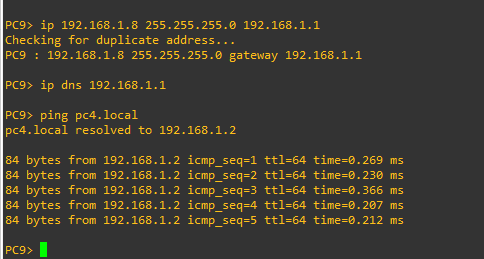 PC9> ip 192.168.1.8 255.255.255.0 192.168.1.1
Checking for duplicate address...
PC9 : 192.168.1.8 255.255.255.0 gateway 192.168.1.1
PC9> ip dns 192.168.1.1
PC9> ping pc4.local
pc4.local resolved to 192.168.1.2
84 bytes from 192.168.1.2 icmp_seq=1 ttl=64 time=0.269 ms
84 bytes from 192.168.1.2 icmp_seq=2 ttl=64 time=0.230 ms
84 bytes from 192.168.1.2 icmp_seq=3 ttl=64 time=0.366 ms
84 bytes from 192.168.1.2 icmp_seq=4 ttl=64 time=0.207 ms
84 bytes from 192.168.1.2 icmp_seq=5 ttl=64 time=0.212 ms
PC9>